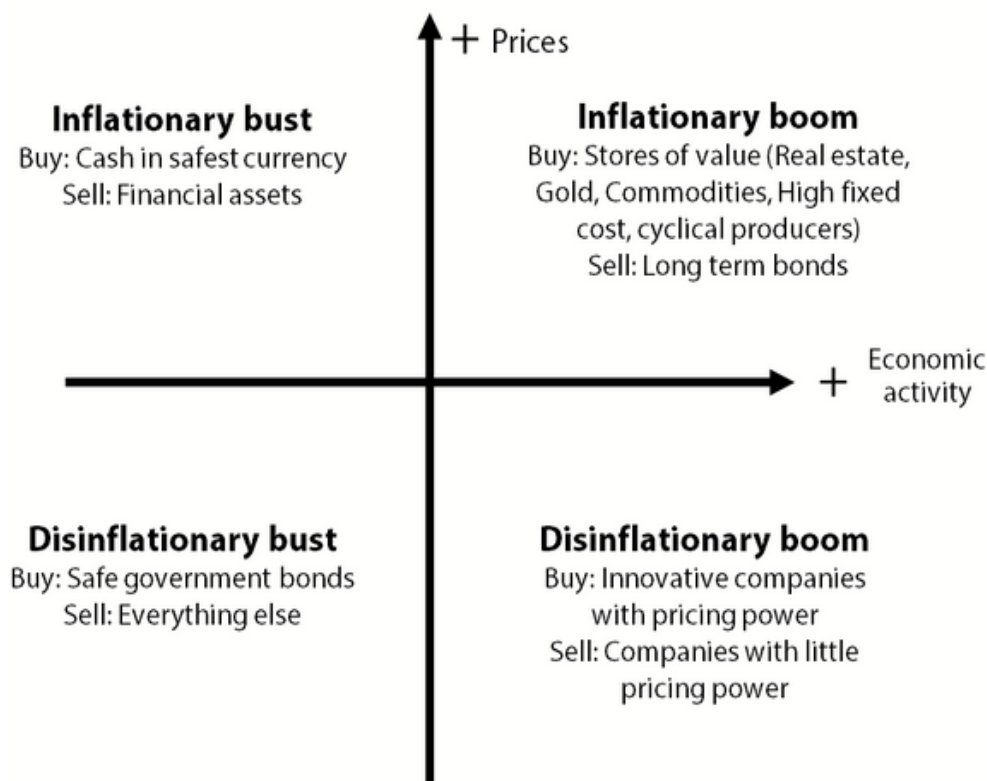 + Prices
Inflationary bust
Buy: Cash in safest currency
Sell: Financial assets
Inflationary boom
Buy: Stores of value (Real estate,
Gold, Commodities, High fixed
cost, cyclical producers)
Sell: Long term bonds
+ Economic
activity
Disinflationary bust
Buy: Safe government bonds
Sell: Everything else
Disinflationary boom
Buy: Innovative companies
with pricing power
Sell: Companies with little
pricing power